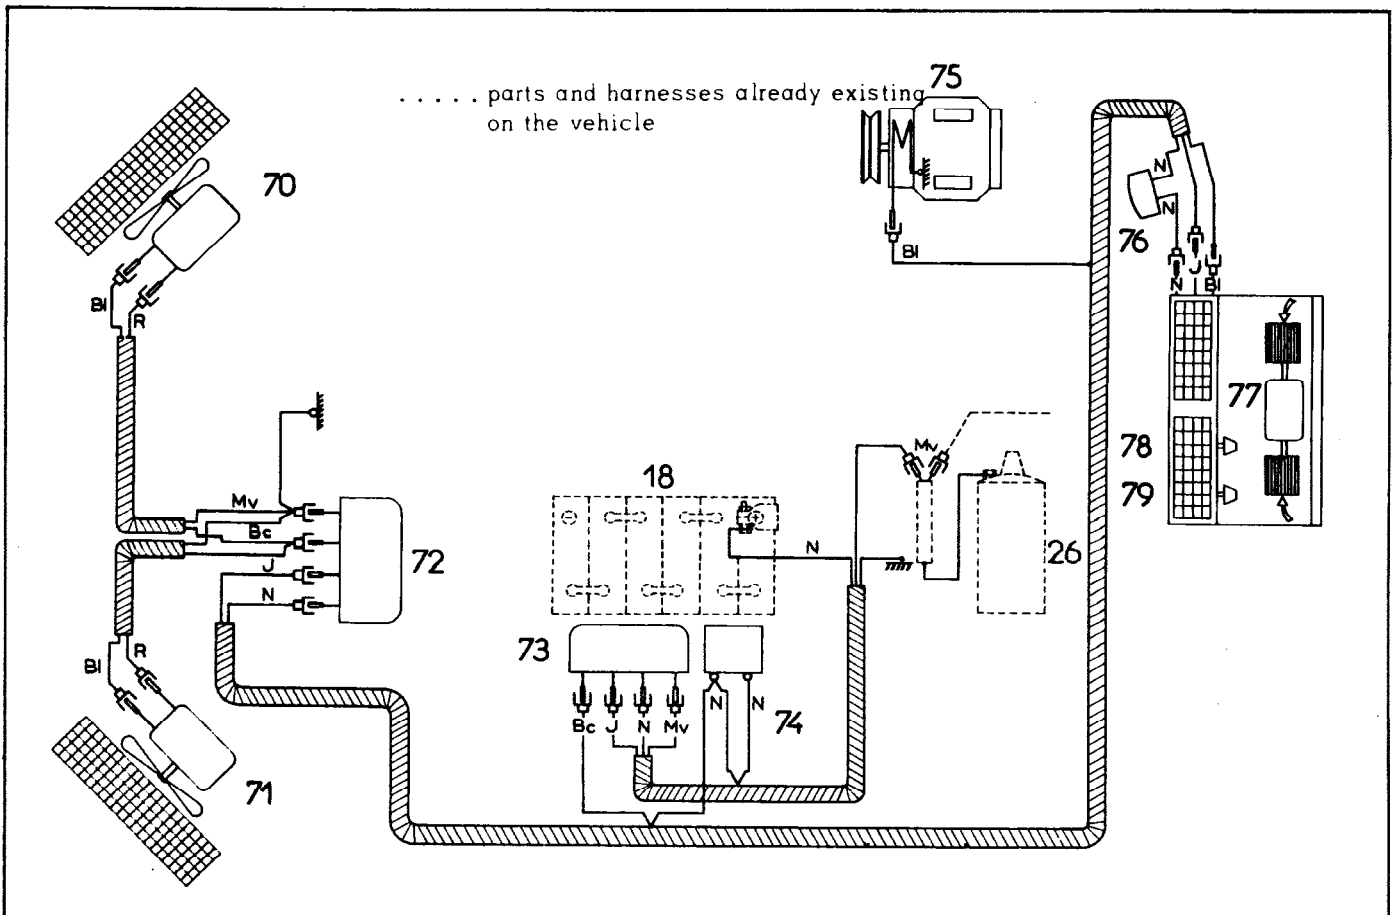 75
. . . . . parts and harnesses already existing
on the vehicle
70
N
N
76
Bl
N
J
Bl
Bl
R
77
78
79
Mv
18
Mv
Bc
J
N
72
N
26
73
74
Bl
R
Bc
J
N
Mv
N
N
71